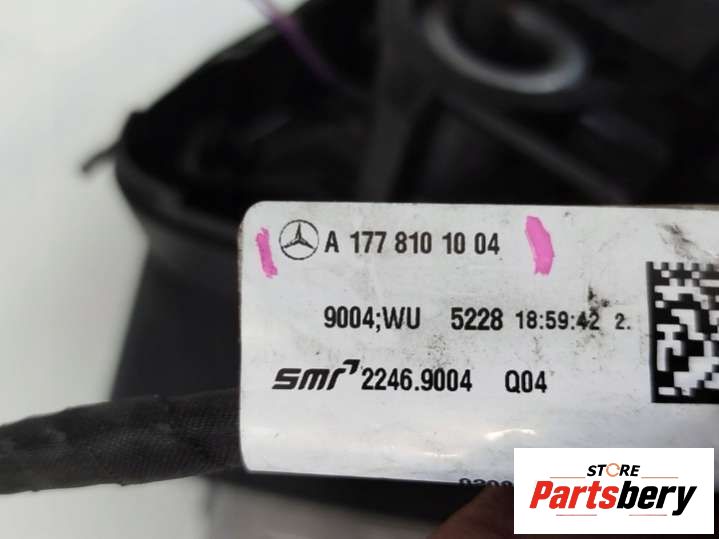 A 177 810 10 04
9004;WU 5228 18:59:42 2.
smr 2246.9004 Q04
STORE
Partsbery